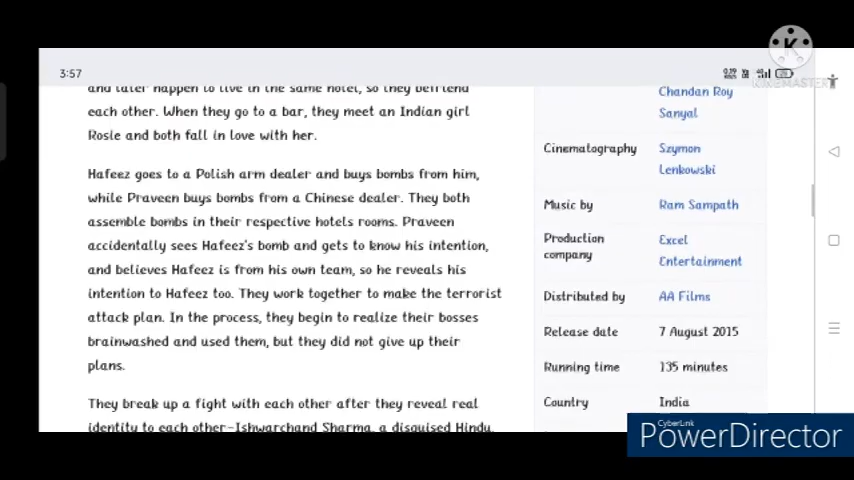 3:57
KINEMASTER
and later happen to live in the same hotel, so they befriend
each other. When they go to a bar, they meet an Indian girl
Rosie and both fall in love with her.
Hafeez goes to a Polish arm dealer and buys bombs from him,
while Praveen buys bombs from a Chinese dealer. They both
assemble bombs in their respective hotels rooms. Praveen
accidentally sees Hafeez's bomb and gets to know his intention,
and believes Hafeez is from his own team, so he reveals his
intention to Hafeez too. They work together to make the terrorist
attack plan. In the process, they begin to realize their bosses
brainwashed and used them, but they did not give up their
plans.
They break up a fight with each other after they reveal real
identity to each other-Ishwarchand Sharma, a disguised Hindu,
Chandan Roy
Sanyal
Cinematography Szymon
Lenkowski
Music by Ram Sampath
Production Excel
company Entertainment
Distributed by AA Films
Release date 7 August 2015
Running time 135 minutes
Country India
CyberLink
PowerDirector